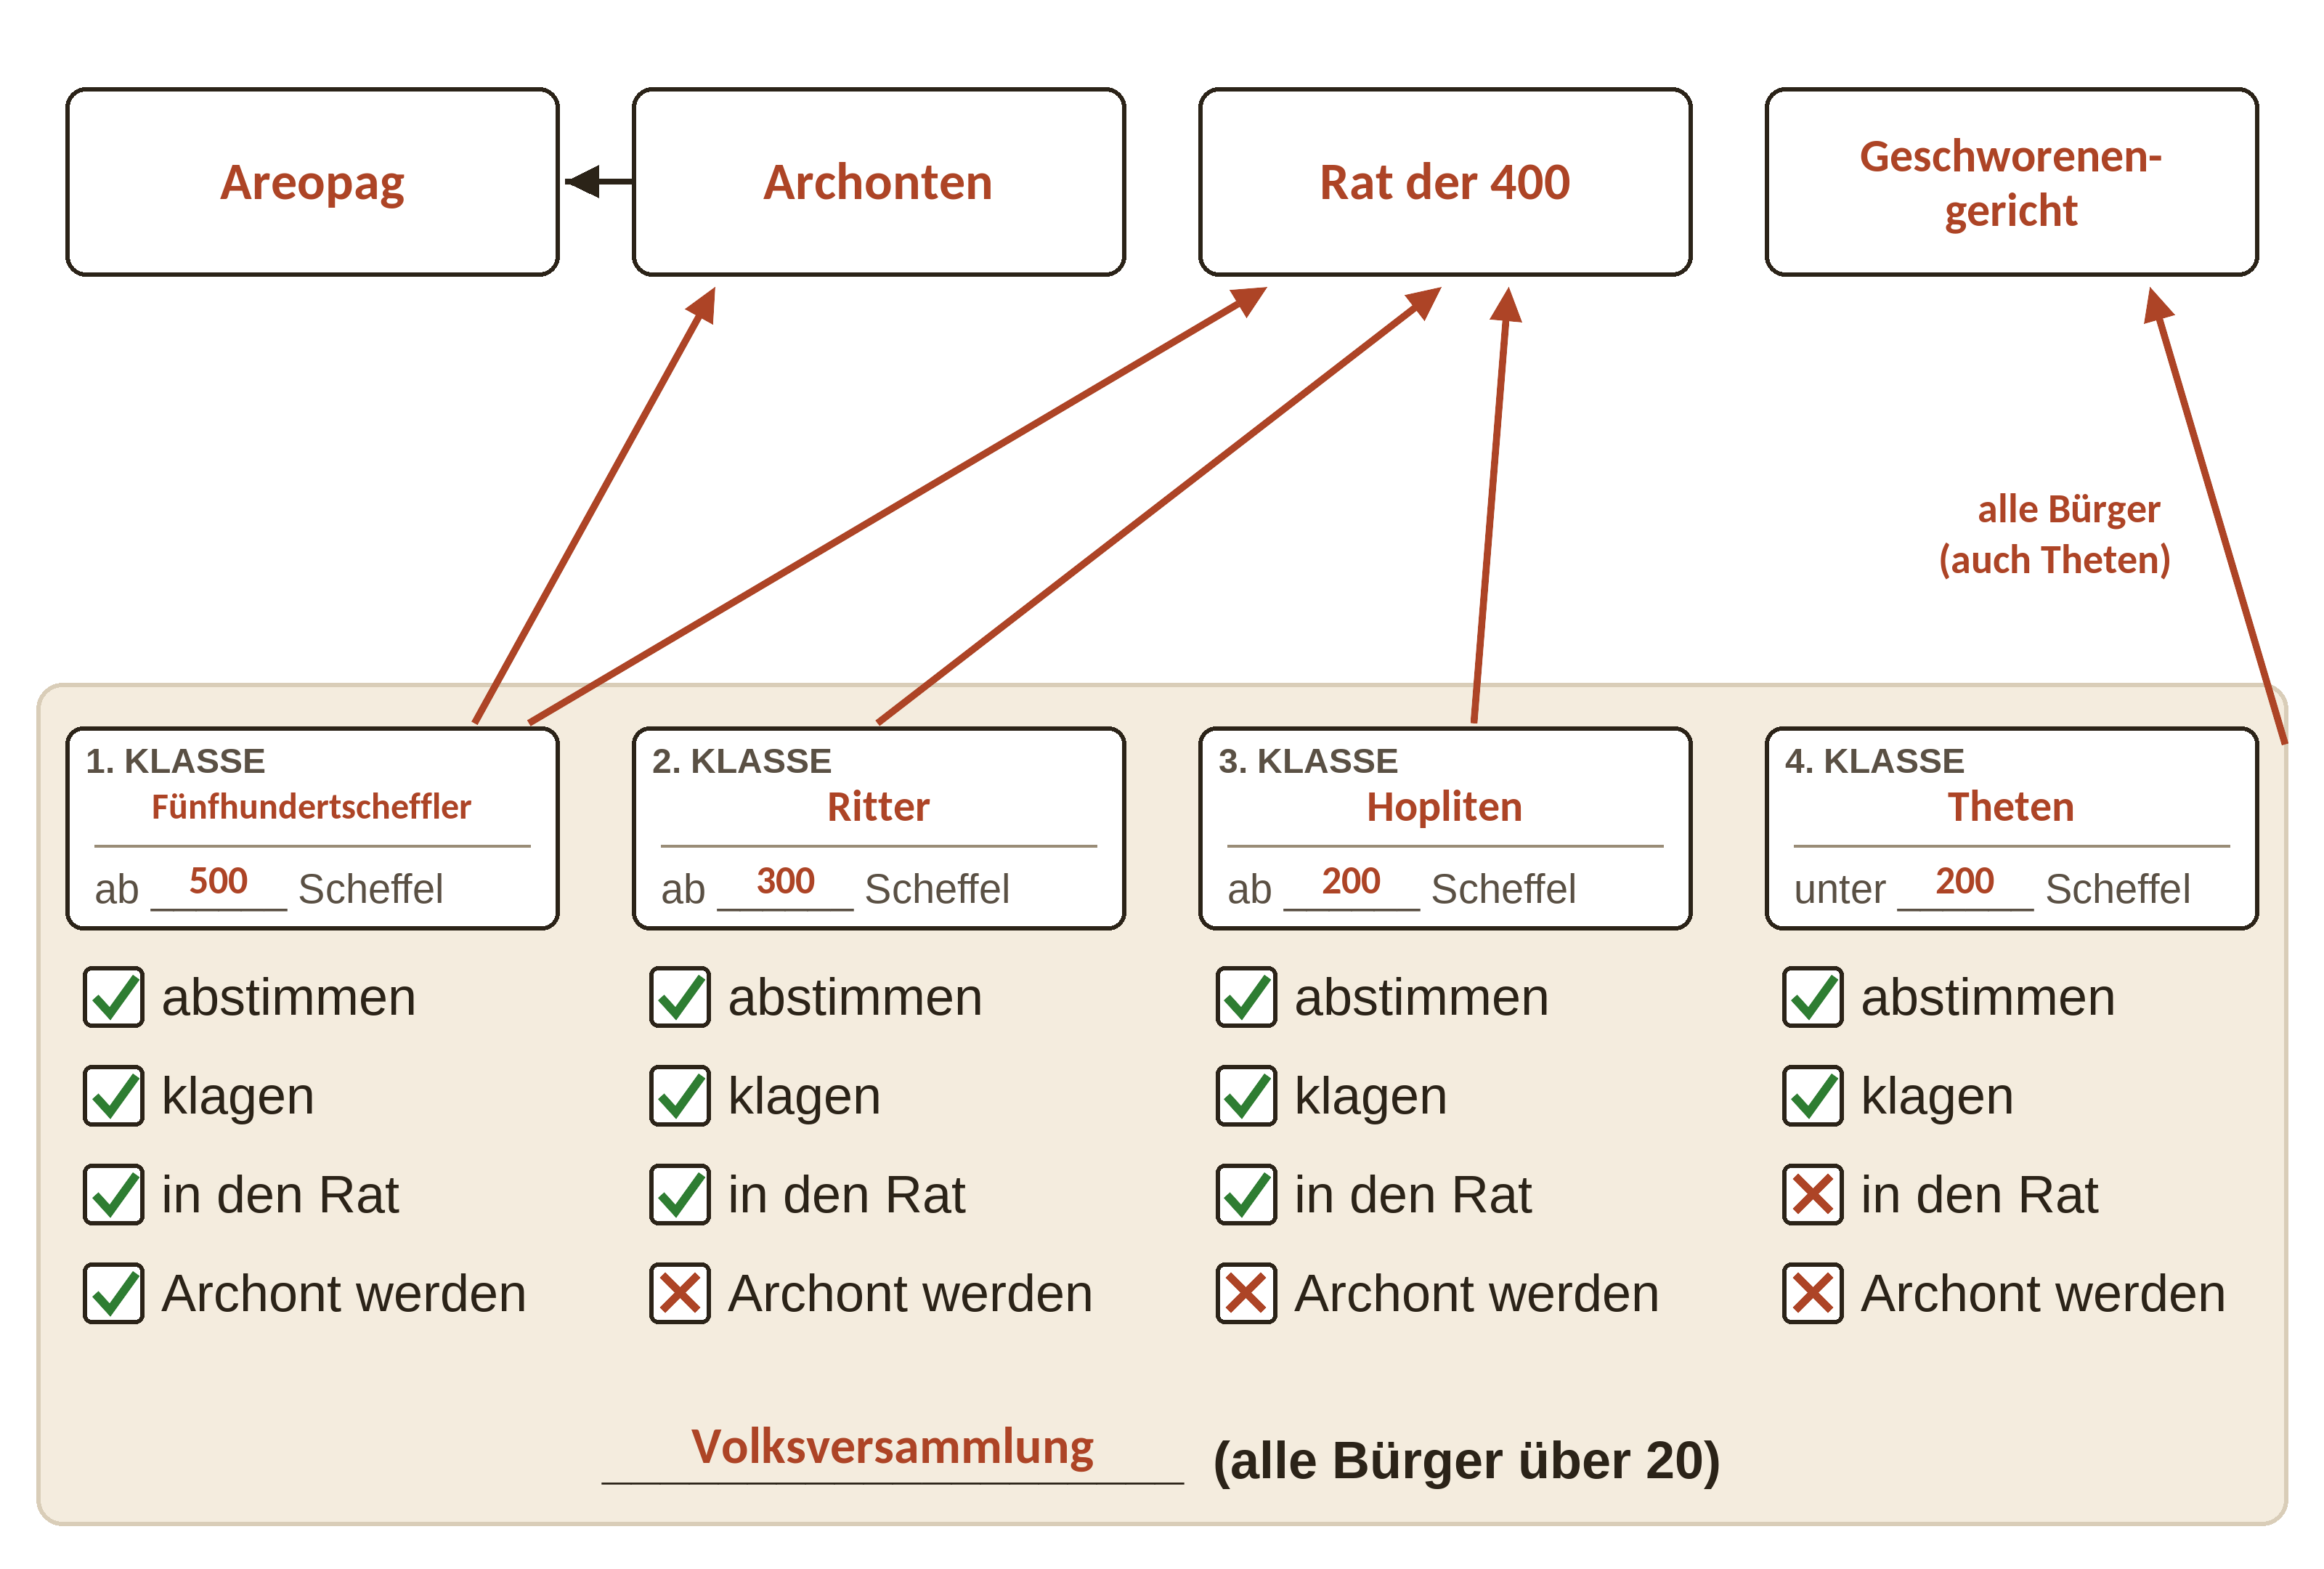 Areopag
Archonten
Rat der 400
Geschworenen-
gericht
alle Bürger
(auch Theten)
1. KLASSE
Fünfhundertscheffler
ab 500 Scheffel
abstimmen
klagen
in den Rat
Archont werden
2. KLASSE
Ritter
ab 300 Scheffel
abstimmen
klagen
in den Rat
Archont werden
3. KLASSE
Hopliten
ab 200 Scheffel
abstimmen
klagen
in den Rat
Archont werden
4. KLASSE
Theten
unter 200 Scheffel
abstimmen
klagen
in den Rat
Archont werden
Volksversammlung (alle Bürger über 20)